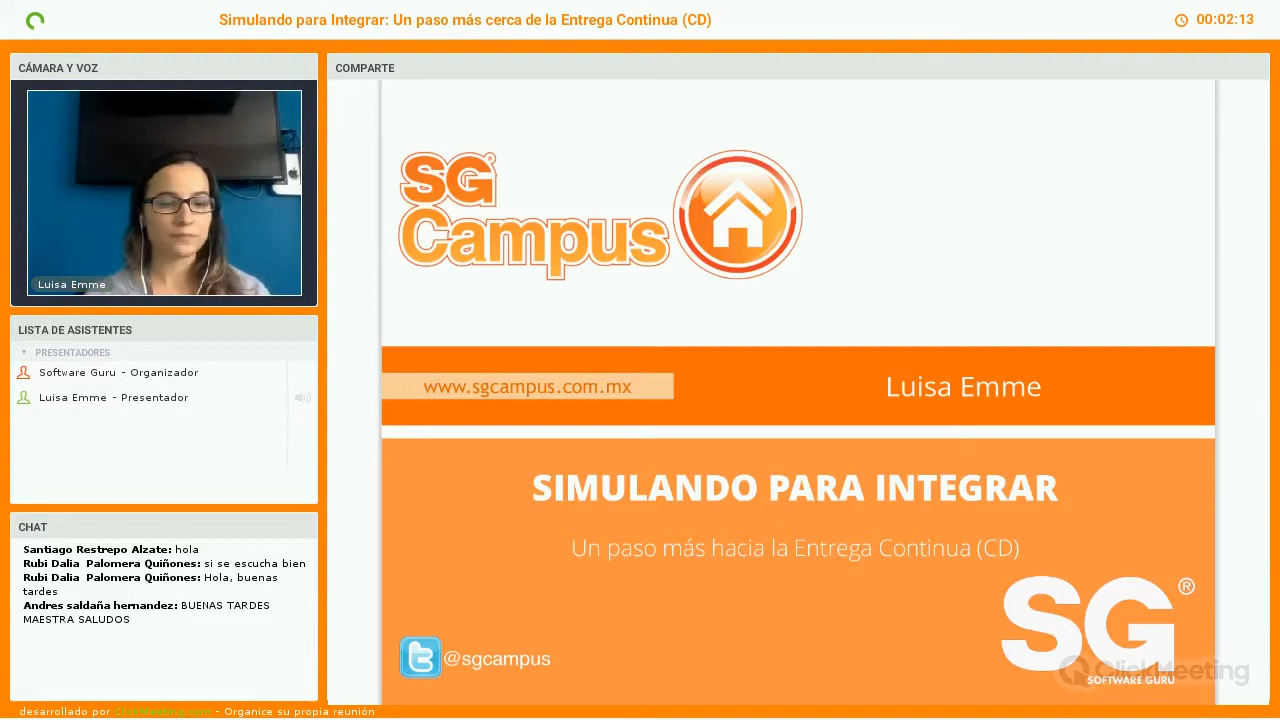 Simulando para Integrar: Un paso más cerca de la Entrega Continua (CD)
00:02:13
CÁMARA Y VOZ
Luisa Emme
LISTA DE ASISTENTES
PRESENTADORES
Software Guru - Organizador
Luisa Emme - Presentador
CHAT
Santiago Restrepo Alzate: hola
Rubi Dalia Palomera Quiñones: si se escucha bien
Rubi Dalia Palomera Quiñones: Hola, buenas
tardes
Andres saldaña hernandez: BUENAS TARDES
MAESTRA SALUDOS
desarrollado por ClickMeeting.com - Organice su propia reunión
COMPARTE
SG
Campus
www.sgcampus.com.mx
Luisa Emme
SIMULANDO PARA INTEGRAR
Un paso más hacia la Entrega Continua (CD)
SG®
SOFTWARE GURU
@sgcampus
ClickMeeting